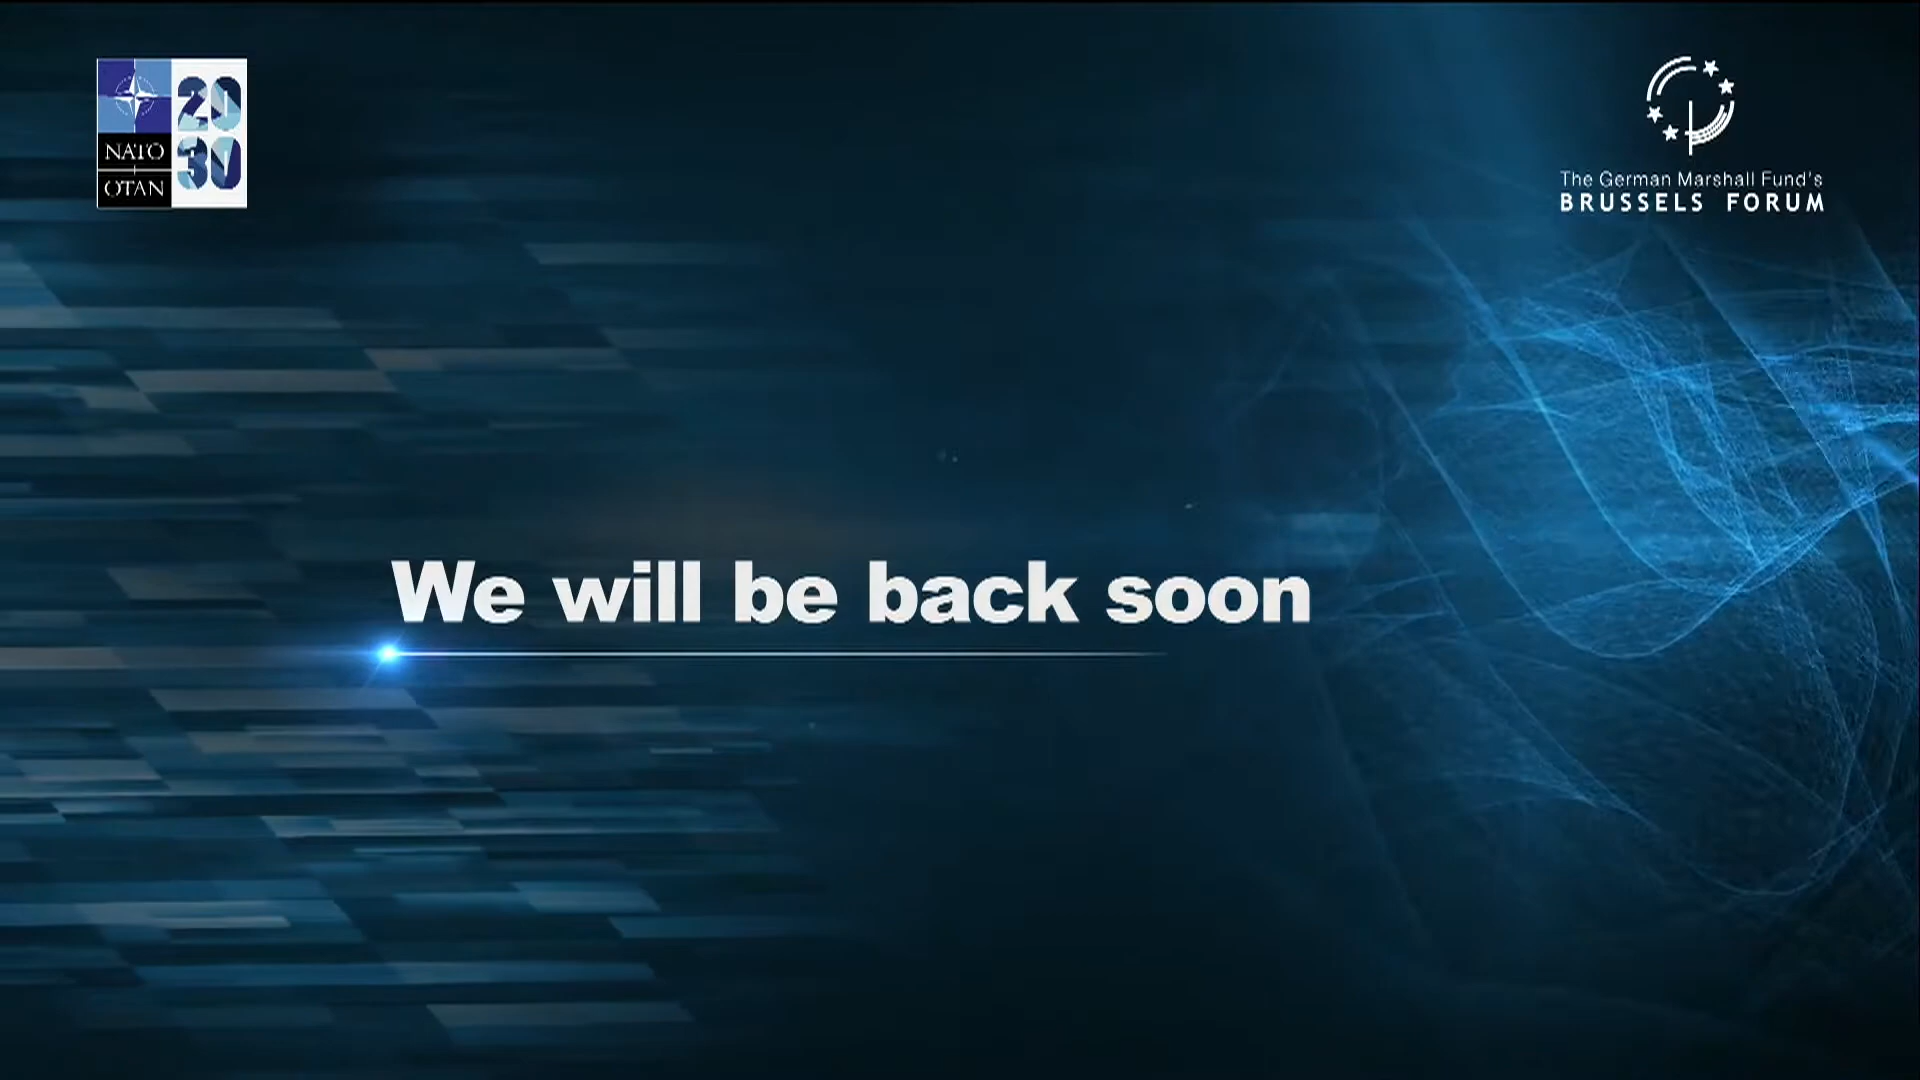 NATO
OTAN
20
30
The German Marshall Fund's
BRUSSELS FORUM
We will be back soon